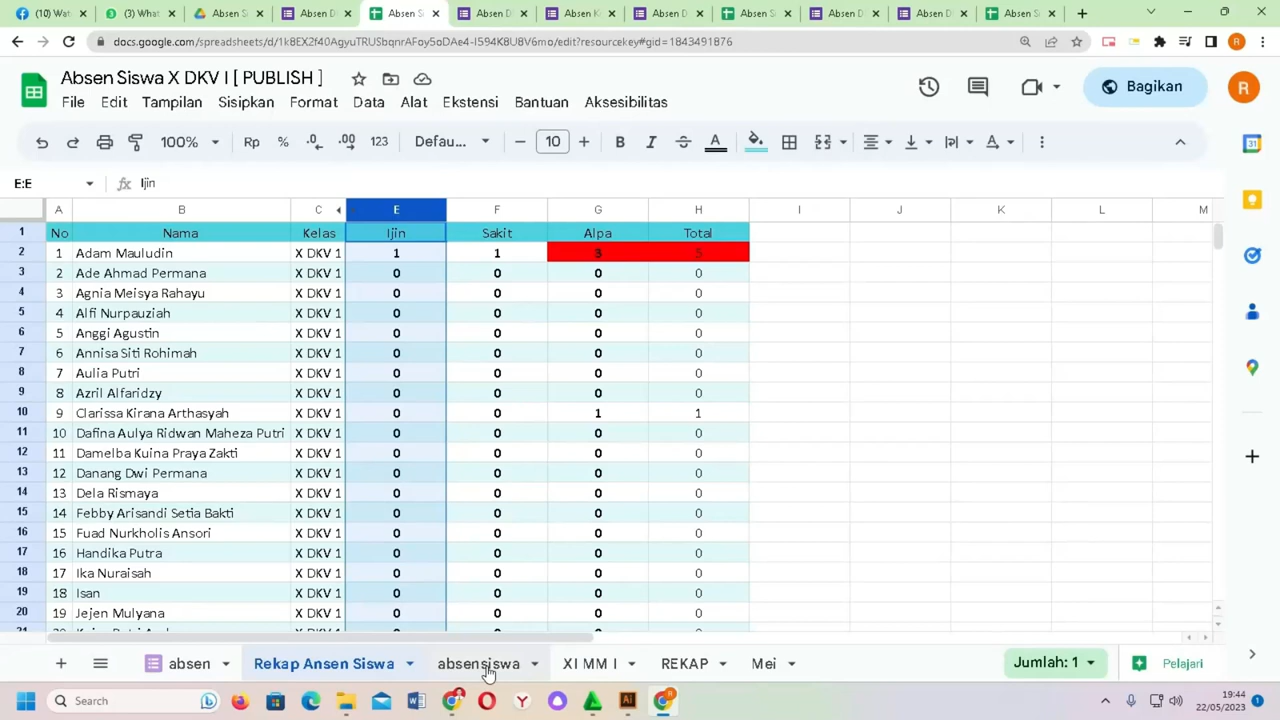 (10) Wat
(3) What
Absen S
Absen D
Absen Si
Absen D
Absen K
Absen D
Absen S
Absen D
Absen D
Absen S
docs.google.com/spreadsheets/d/1k8EX2f40AgyuTRUSbqnrAFoy5oDAe4-I594K8U8V6mo/edit?resourcekey#gid=1843491876
Absen Siswa X DKV I [ PUBLISH ]
File Edit Tampilan Sisipkan Format Data Alat Ekstensi Bantuan Aksesibilitas
Bagikan
R
100% Rp % .0 .00 123 Defau... 10 B I A
E:E fx Ijin
A B C E F G H I J K L M
1 No Nama Kelas Ijin Sakit Alpa Total
2 1 Adam Mauludin X DKV 1 1 1 3 5
3 2 Ade Ahmad Permana X DKV 1 0 0 0 0
4 3 Agnia Meisya Rahayu X DKV 1 0 0 0 0
5 4 Alfi Nurpauziah X DKV 1 0 0 0 0
6 5 Anggi Agustin X DKV 1 0 0 0 0
7 6 Annisa Siti Rohimah X DKV 1 0 0 0 0
8 7 Aulia Putri X DKV 1 0 0 0 0
9 8 Azril Alfaridzy X DKV 1 0 0 0 0
10 9 Clarissa Kirana Arthasyah X DKV 1 0 0 1 1
11 10 Dafina Aulya Ridwan Maheza Putri X DKV 1 0 0 0 0
12 11 Damelba Kuina Praya Zakti X DKV 1 0 0 0 0
13 12 Danang Dwi Permana X DKV 1 0 0 0 0
14 13 Dela Rismaya X DKV 1 0 0 0 0
15 14 Febby Arisandi Setia Bakti X DKV 1 0 0 0 0
16 15 Fuad Nurkholis Ansori X DKV 1 0 0 0 0
17 16 Handika Putra X DKV 1 0 0 0 0
18 17 Ika Nuraisah X DKV 1 0 0 0 0
19 18 Isan X DKV 1 0 0 0 0
20 19 Jejen Mulyana X DKV 1 0 0 0 0
absen Rekap Ansen Siswa absensiswa XI MM I REKAP Mei Jumlah: 1 Pelajari
Search
19:44
22/05/2023